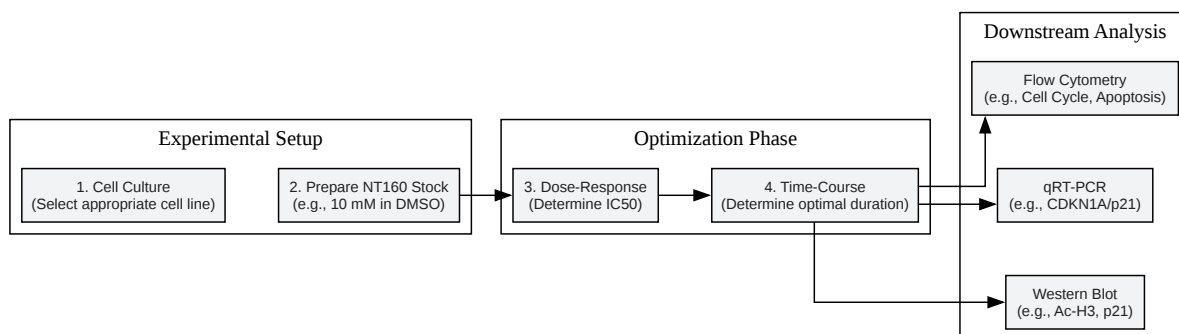 Experimental Setup
1. Cell Culture
(Select appropriate cell line)
2. Prepare NT160 Stock
(e.g., 10 mM in DMSO)
Optimization Phase
3. Dose-Response
(Determine IC50)
4. Time-Course
(Determine optimal duration)
Downstream Analysis
Flow Cytometry
(e.g., Cell Cycle, Apoptosis)
qRT-PCR
(e.g., CDKN1A/p21)
Western Blot
(e.g., Ac-H3, p21)